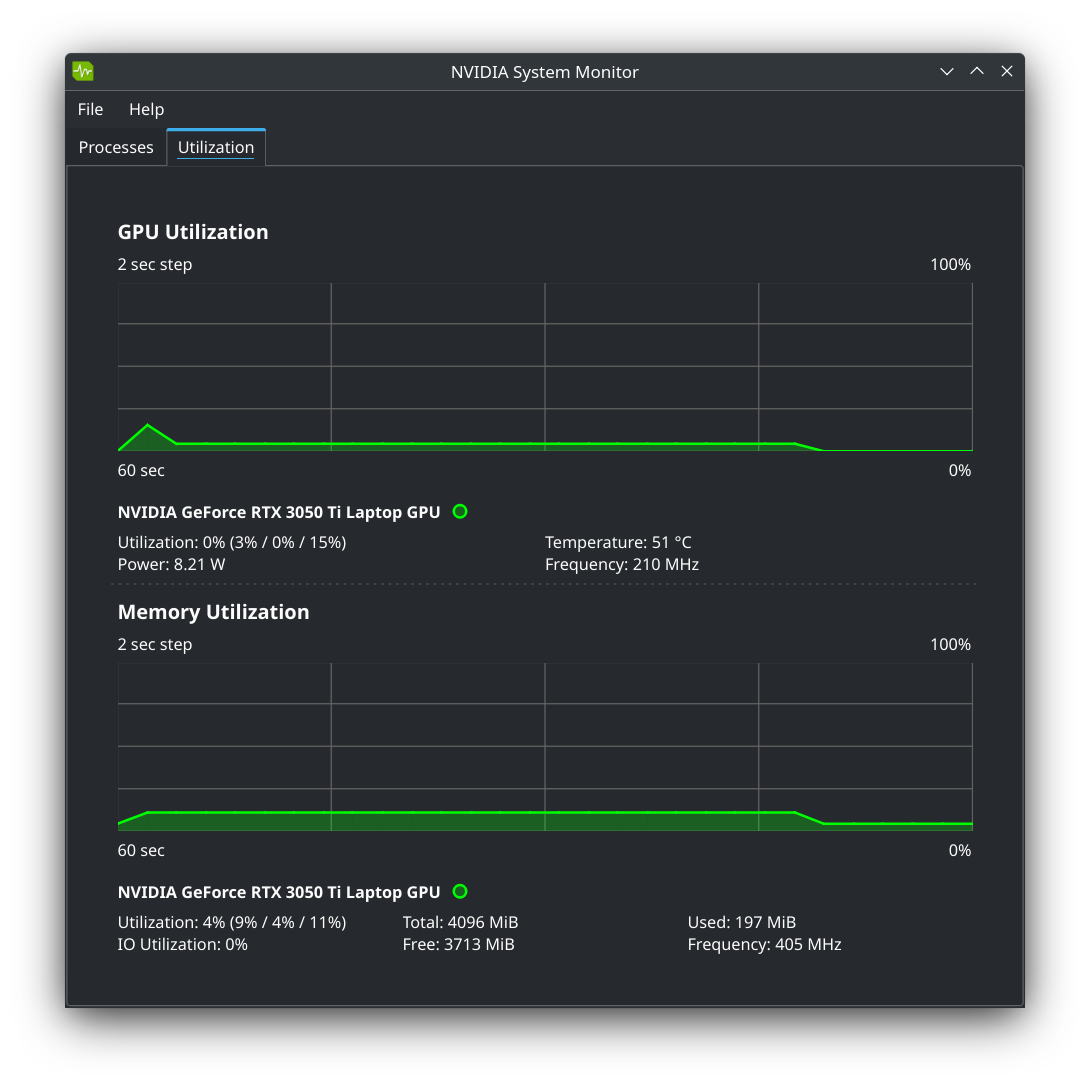 NVIDIA System Monitor
File Help
Processes Utilization
GPU Utilization
2 sec step 100%
60 sec 0%
NVIDIA GeForce RTX 3050 Ti Laptop GPU
Utilization: 0% (3% / 0% / 15%) Temperature: 51 °C
Power: 8.21 W Frequency: 210 MHz
Memory Utilization
2 sec step 100%
60 sec 0%
NVIDIA GeForce RTX 3050 Ti Laptop GPU
Utilization: 4% (9% / 4% / 11%) Total: 4096 MiB Used: 197 MiB
IO Utilization: 0% Free: 3713 MiB Frequency: 405 MHz